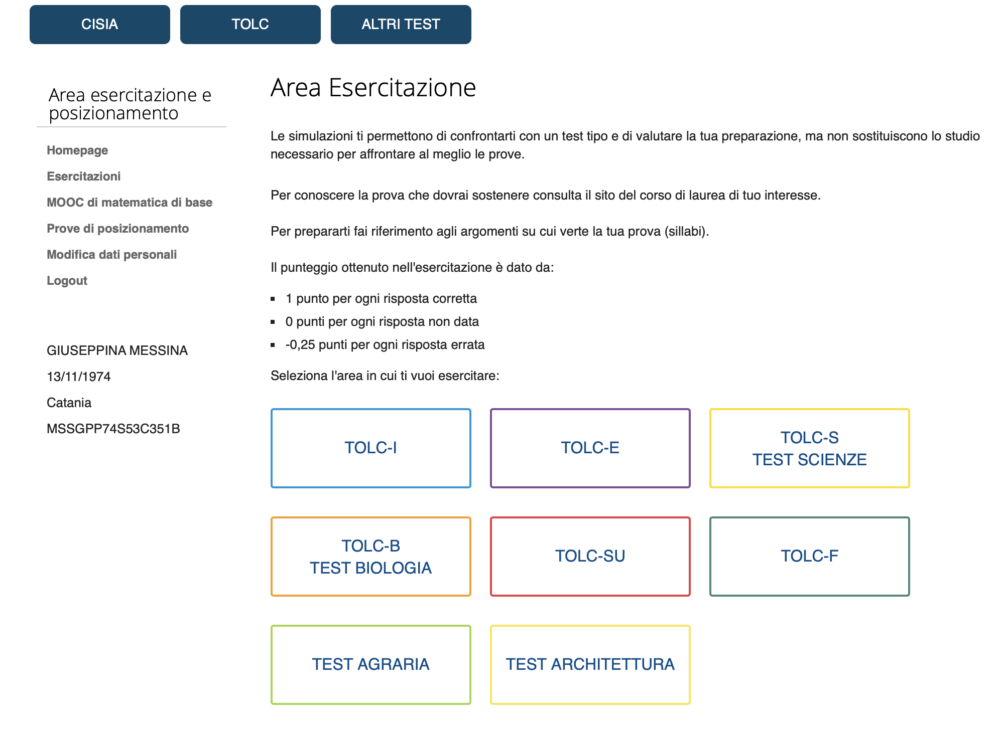 CISIA
TOLC
ALTRI TEST
Area esercitazione e
posizionamento
Homepage
Esercitazioni
MOOC di matematica di base
Prove di posizionamento
Modifica dati personali
Logout
GIUSEPPINA MESSINA
13/11/1974
Catania
MSSGPP74S53C351B
Area Esercitazione
Le simulazioni ti permettono di confrontarti con un test tipo e di valutare la tua preparazione, ma non sostituiscono lo studio
necessario per affrontare al meglio le prove.
Per conoscere la prova che dovrai sostenere consulta il sito del corso di laurea di tuo interesse.
Per prepararti fai riferimento agli argomenti su cui verte la tua prova (sillabi).
Il punteggio ottenuto nell'esercitazione è dato da:
▪ 1 punto per ogni risposta corretta
▪ 0 punti per ogni risposta non data
▪ -0,25 punti per ogni risposta errata
Seleziona l'area in cui ti vuoi esercitare:
TOLC-I
TOLC-E
TOLC-S
TEST SCIENZE
TOLC-B
TEST BIOLOGIA
TOLC-SU
TOLC-F
TEST AGRARIA
TEST ARCHITETTURA